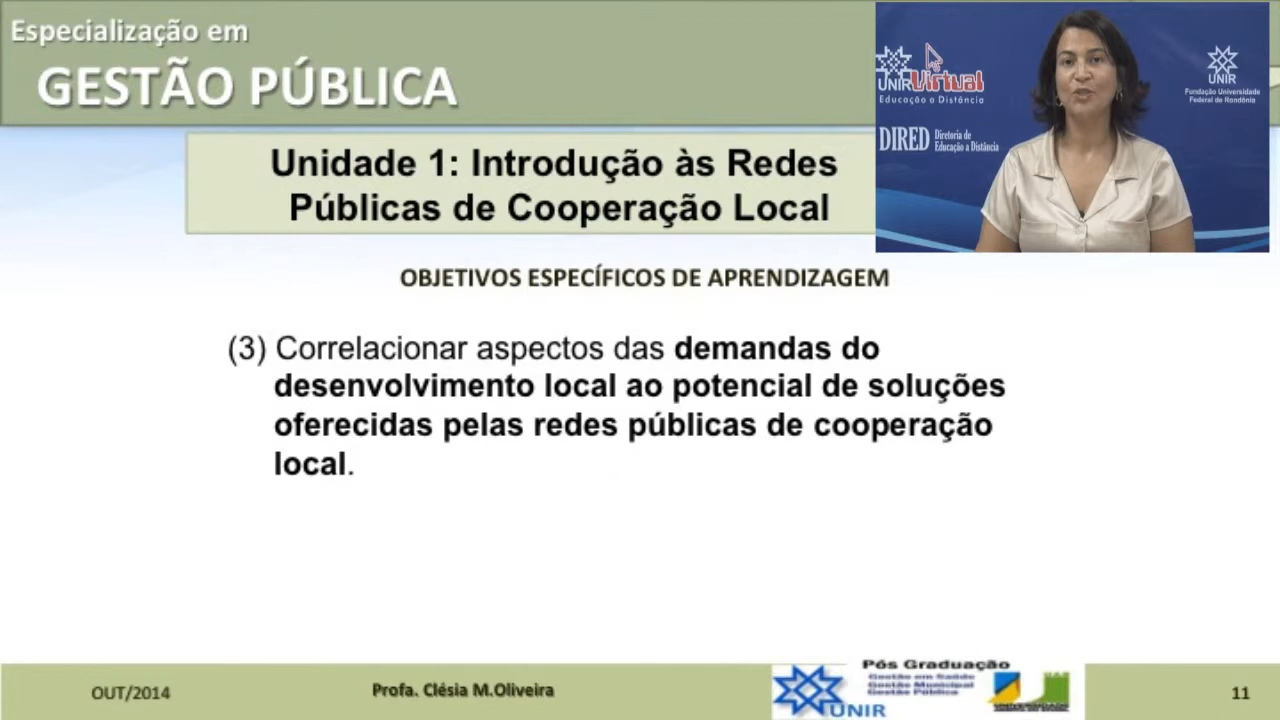 Especialização em
GESTÃO PÚBLICA
UNIR Virtual
Educação a Distância
DIRED Diretoria de
Educação a Distância
UNIR
Fundação Universidade
Federal de Rondônia
Unidade 1: Introdução às Redes
Públicas de Cooperação Local
OBJETIVOS ESPECÍFICOS DE APRENDIZAGEM
(3) Correlacionar aspectos das demandas do
desenvolvimento local ao potencial de soluções
oferecidas pelas redes públicas de cooperação
local.
OUT/2014
Profa. Clésia M.Oliveira
UNIR
Pós Graduação
Gestão em Saúde
Gestão Municipal
Gestão Pública
11